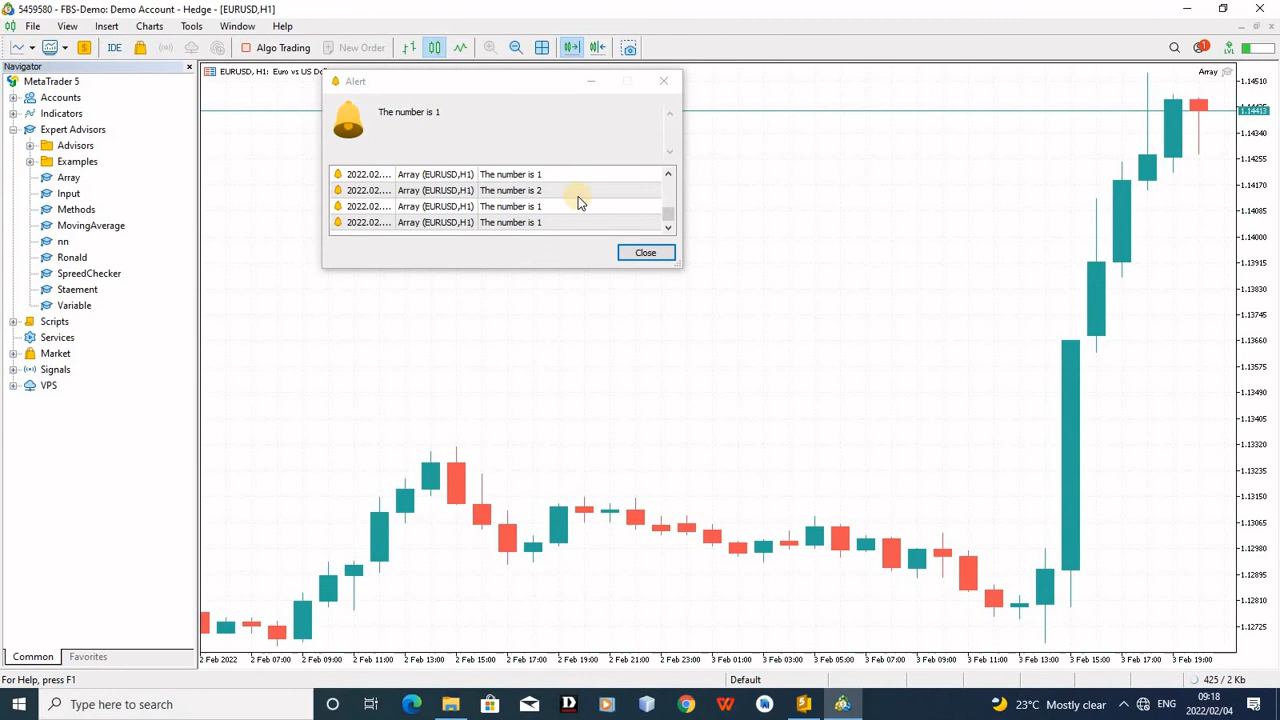 5459580 - FBS-Demo: Demo Account - Hedge - [EURUSD,H1]
File View Insert Charts Tools Window Help
IDE Algo Trading New Order 1 LVL
Navigator
MetaTrader 5
Accounts
Indicators
Expert Advisors
Advisors
Examples
Array
Input
Methods
MovingAverage
nn
Ronald
SpreedChecker
Staement
Variable
Scripts
Services
Market
Signals
VPS
Common Favorites
EURUSD, H1: Euro vs US Do
Array
Alert
The number is 1
2022.02.... Array (EURUSD,H1) The number is 1
2022.02.... Array (EURUSD,H1) The number is 2
2022.02.... Array (EURUSD,H1) The number is 1
2022.02.... Array (EURUSD,H1) The number is 1
Close
1.14510
1.14413
1.14340
1.14255
1.14170
1.14085
1.14000
1.13915
1.13830
1.13745
1.13660
1.13575
1.13490
1.13405
1.13320
1.13235
1.13150
1.13065
1.12980
1.12895
1.12810
1.12725
2 Feb 2022 2 Feb 07:00 2 Feb 09:00 2 Feb 11:00 2 Feb 13:00 2 Feb 15:00 2 Feb 17:00 2 Feb 19:00 2 Feb 21:00 2 Feb 23:00 3 Feb 01:00 3 Feb 03:00 3 Feb 05:00 3 Feb 07:00 3 Feb 09:00 3 Feb 11:00 3 Feb 13:00 3 Feb 15:00 3 Feb 17:00 3 Feb 19:00
For Help, press F1 Default 425 / 2 Kb
Type here to search
23°C Mostly clear ENG
09:18
2022/02/04